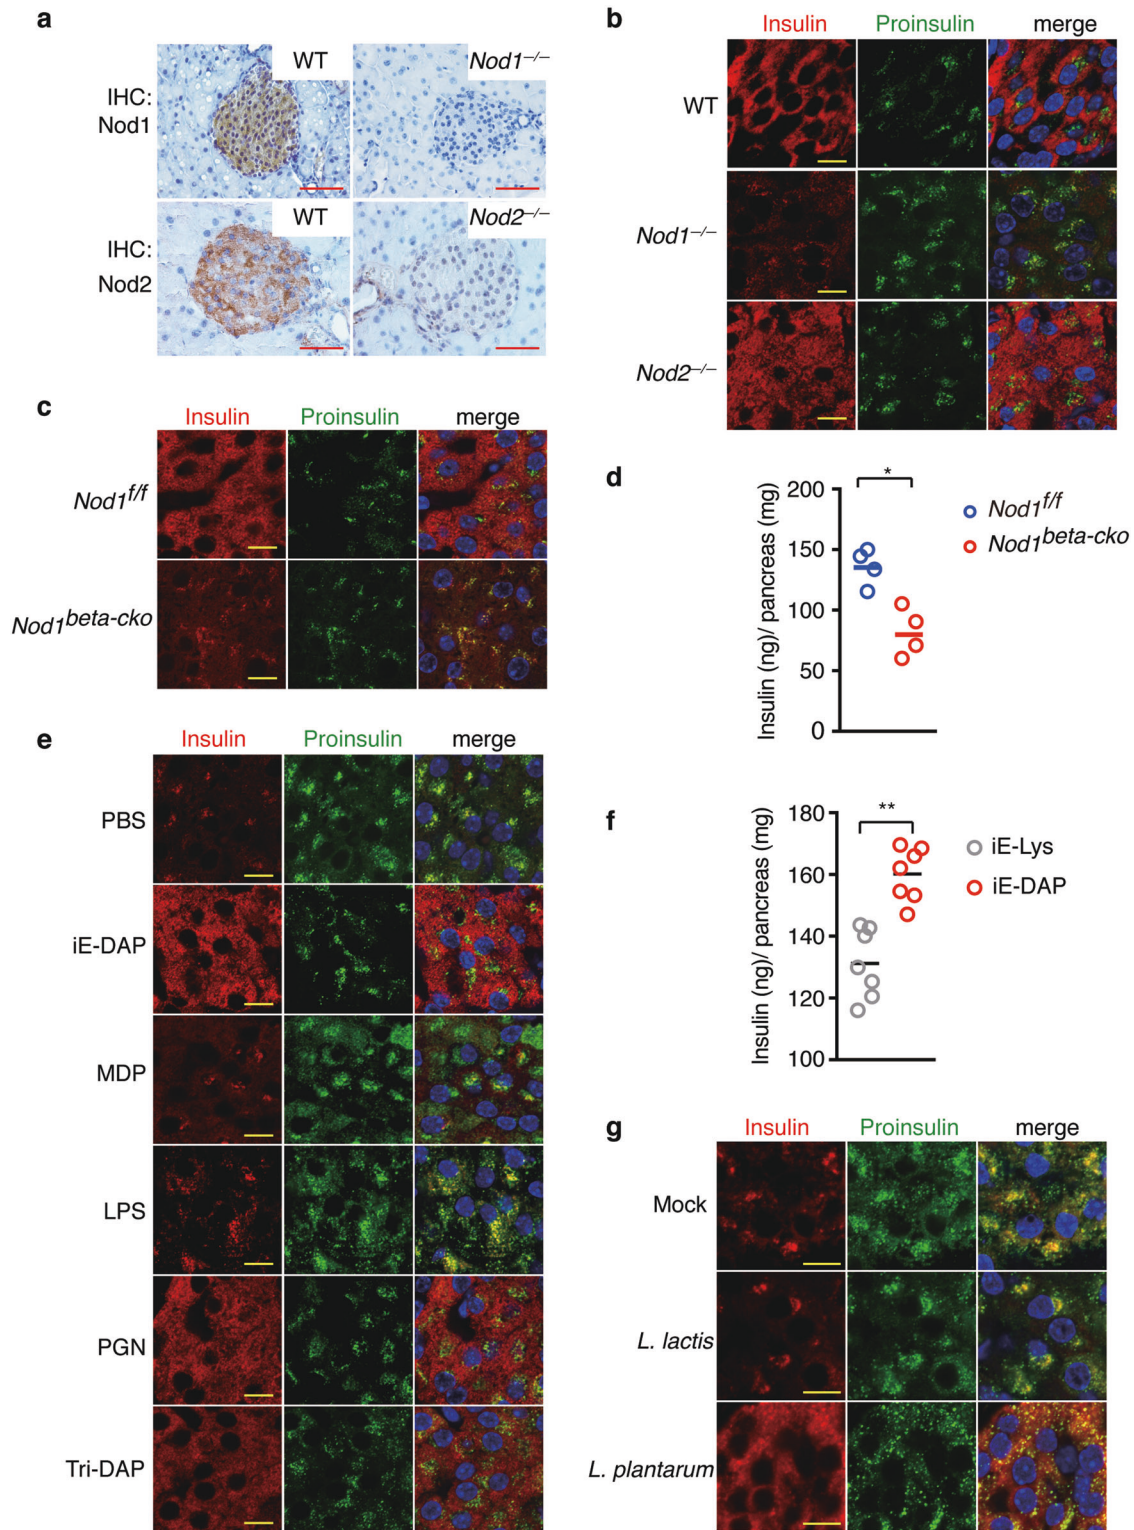 a
IHC:
Nod1
WT
Nod1–/–
IHC:
Nod2
WT
Nod2–/–
b
Insulin Proinsulin merge
WT
Nod1–/–
Nod2–/–
c
Insulin Proinsulin merge
Nod1f/f
Nod1beta-cko
d
Insulin (ng)/ pancreas (mg)
200
150
100
50
0
*
Nod1f/f
Nod1beta-cko
e
Insulin Proinsulin merge
PBS
iE-DAP
MDP
LPS
PGN
Tri-DAP
f
Insulin (ng)/ pancreas (mg)
180
160
140
120
100
**
iE-Lys
iE-DAP
g
Insulin Proinsulin merge
Mock
L. lactis
L. plantarum